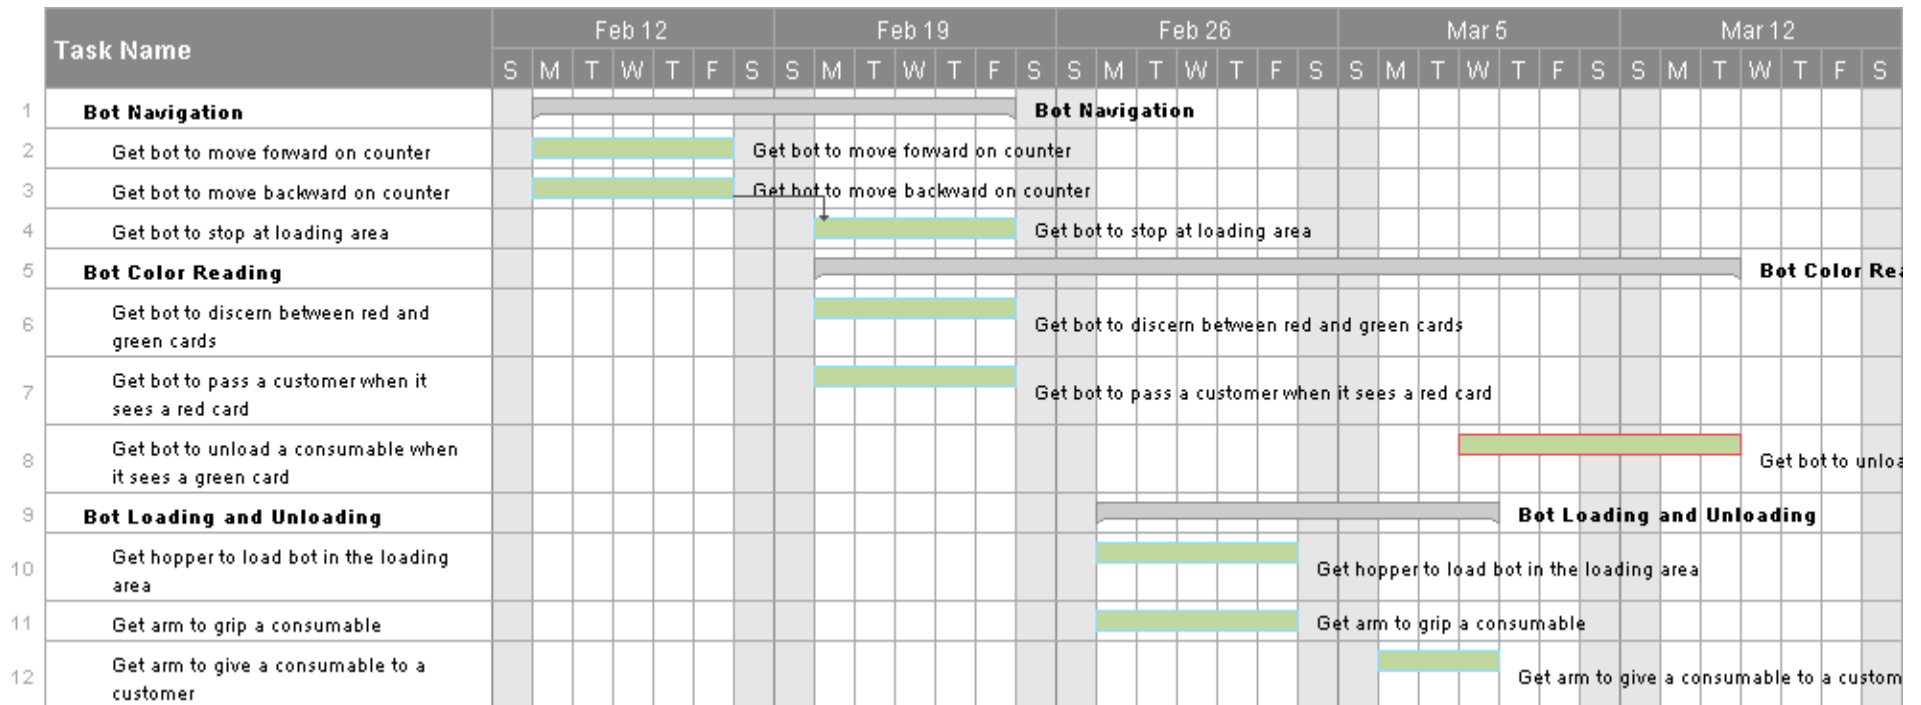 Task Name
Feb 12 Feb 19 Feb 26 Mar 5 Mar 12
S M T W T F S S M T W T F S S M T W T F S S M T W T F S S M T W T F S
1 Bot Navigation Bot Navigation
2 Get bot to move forward on counter Get bot to move forward on counter
3 Get bot to move backward on counter Get bot to move backward on counter
4 Get bot to stop at loading area Get bot to stop at loading area
5 Bot Color Reading Bot Color Rea
6 Get bot to discern between red and
green cards
Get bot to discern between red and green cards
7 Get bot to pass a customer when it
sees a red card
Get bot to pass a customer when it sees a red card
8 Get bot to unload a consumable when
it sees a green card
Get bot to unloa
9 Bot Loading and Unloading Bot Loading and Unloading
10 Get hopper to load bot in the loading
area
Get hopper to load bot in the loading area
11 Get arm to grip a consumable Get arm to grip a consumable
12 Get arm to give a consumable to a
customer
Get arm to give a consumable to a custom